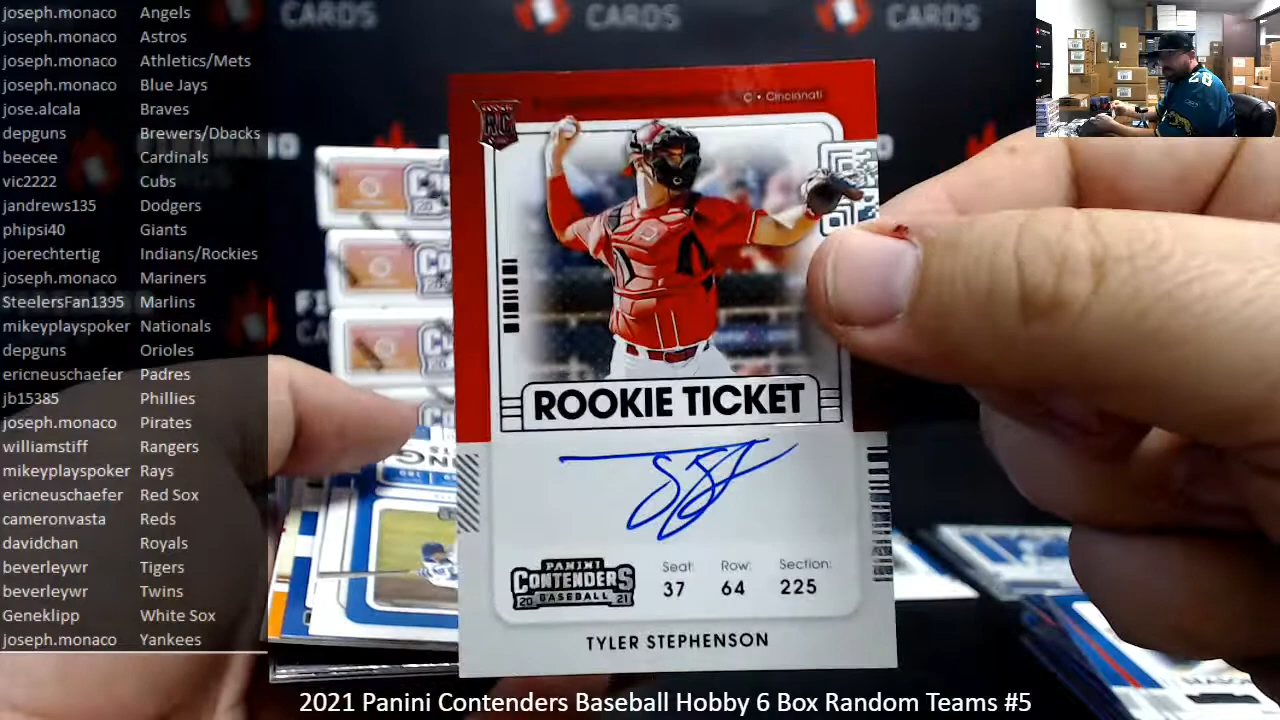 joseph.monaco Angels
joseph.monaco Astros
joseph.monaco Athletics/Mets
joseph.monaco Blue Jays
jose.alcala Braves
depguns Brewers/Dbacks
beecee Cardinals
vic2222 Cubs
jandrews135 Dodgers
phipsi40 Giants
joerechtertig Indians/Rockies
joseph.monaco Mariners
SteelersFan1395 Marlins
mikeyplayspoker Nationals
depguns Orioles
ericneuschaefer Padres
jb15385 Phillies
joseph.monaco Pirates
williamstiff Rangers
mikeyplayspoker Rays
ericneuschaefer Red Sox
cameronvasta Reds
davidchan Royals
beverleywr Tigers
beverleywr Twins
Geneklipp White Sox
joseph.monaco Yankees
CARDS
CARDS
CARDS
28
C • Cincinnati
RC
ROOKIE TICKET
PANINI
CONTENDERS
20 BASEBALL 21
Seat: Row: Section:
37 64 225
TYLER STEPHENSON
2021 Panini Contenders Baseball Hobby 6 Box Random Teams #5